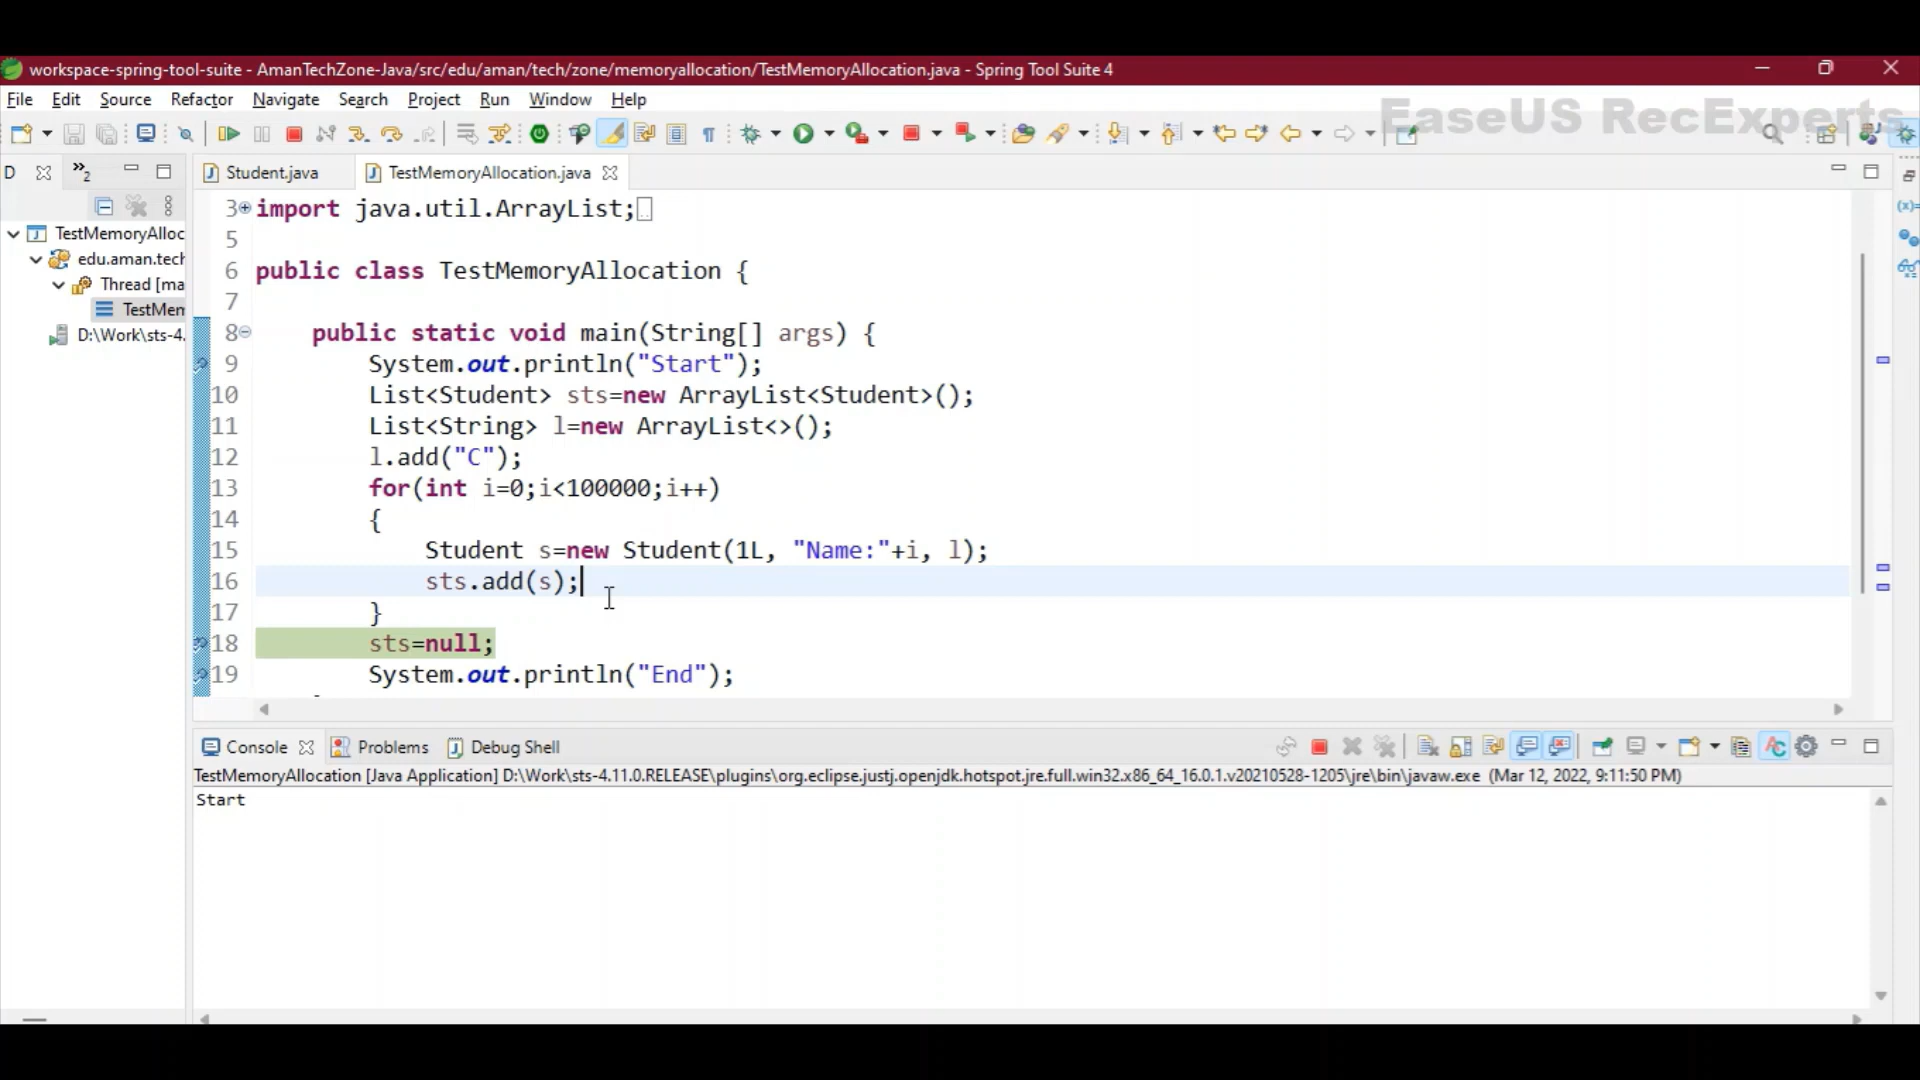 workspace-spring-tool-suite - AmanTechZone-Java/src/edu/aman/tech/zone/memoryallocation/TestMemoryAllocation.java - Spring Tool Suite 4
File Edit Source Refactor Navigate Search Project Run Window Help
EaseUS RecExperts
D 2 Student.java TestMemoryAllocation.java
TestMemoryAlloc
edu.aman.tech
Thread [ma
TestMem
D:\Work\sts-4.
3 import java.util.ArrayList;
5
6 public class TestMemoryAllocation {
7
8 public static void main(String[] args) {
9 System.out.println("Start");
10 List<Student> sts=new ArrayList<Student>();
11 List<String> l=new ArrayList<>();
12 l.add("C");
13 for(int i=0;i<100000;i++)
14 {
15 Student s=new Student(1L, "Name:"+i, l);
16 sts.add(s);
17 }
18 sts=null;
19 System.out.println("End");
Console Problems Debug Shell
TestMemoryAllocation [Java Application] D:\Work\sts-4.11.0.RELEASE\plugins\org.eclipse.justj.openjdk.hotspot.jre.full.win32.x86_64_16.0.1.v20210528-1205\jre\bin\javaw.exe (Mar 12, 2022, 9:11:50 PM)
Start